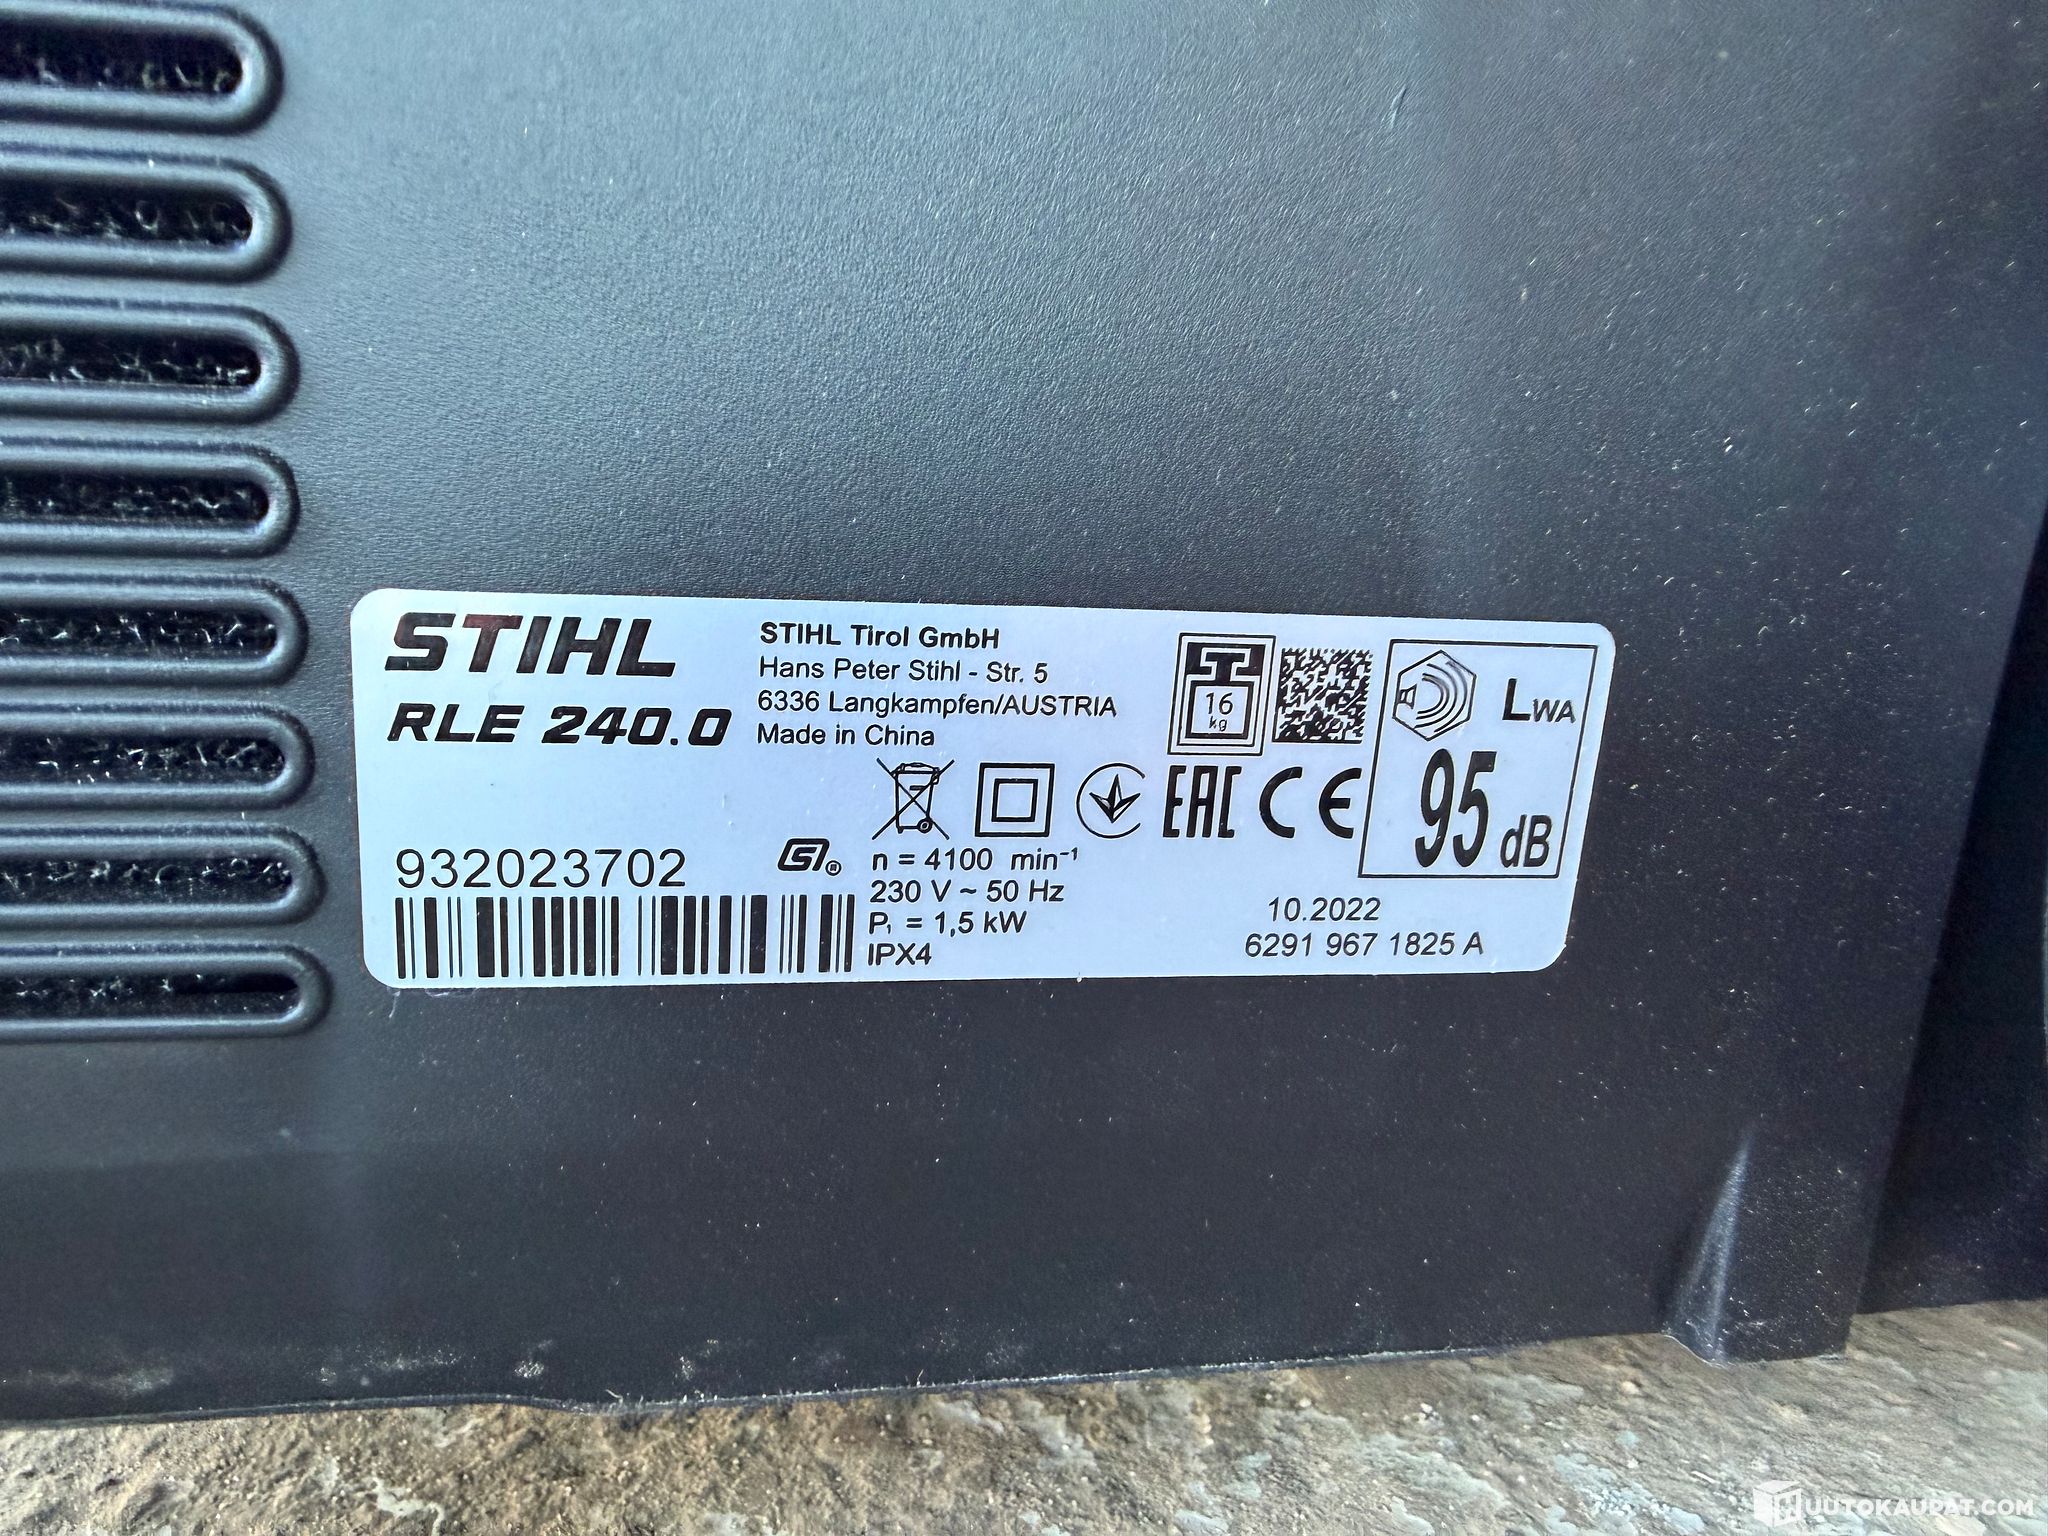 STIHL
RLE 240.0
STIHL Tirol GmbH
Hans Peter Stihl - Str. 5
6336 Langkampfen/AUSTRIA
Made in China
16
kg
LWA
95 dB
EAC CE
932023702
n = 4100 min⁻¹
230 V ~ 50 Hz
P₁ = 1,5 kW
IPX4
10.2022
6291 967 1825 A
HUUTOKAUPAT.COM